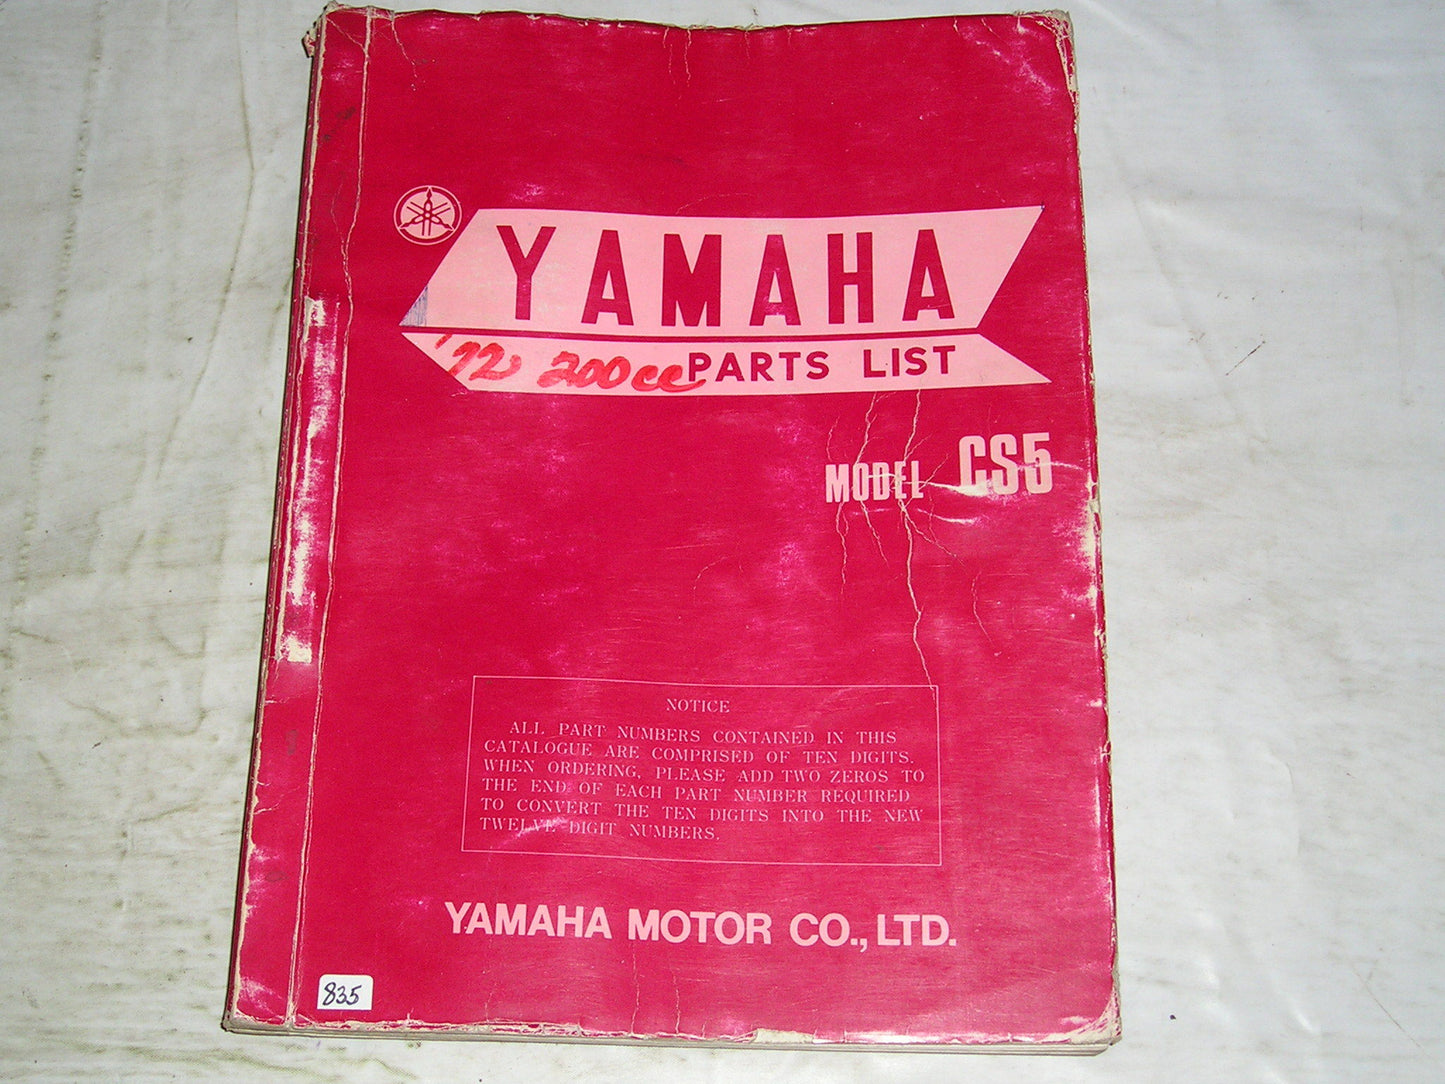 YAMAHA
'72 200cc PARTS LIST
MODEL CS5
NOTICE
ALL PART NUMBERS CONTAINED IN THIS
CATALOGUE ARE COMPRISED OF TEN DIGITS.
WHEN ORDERING, PLEASE ADD TWO ZEROS TO
THE END OF EACH PART NUMBER REQUIRED
TO CONVERT THE TEN DIGITS INTO THE NEW
TWELVE DIGIT NUMBERS.
YAMAHA MOTOR CO., LTD.
835